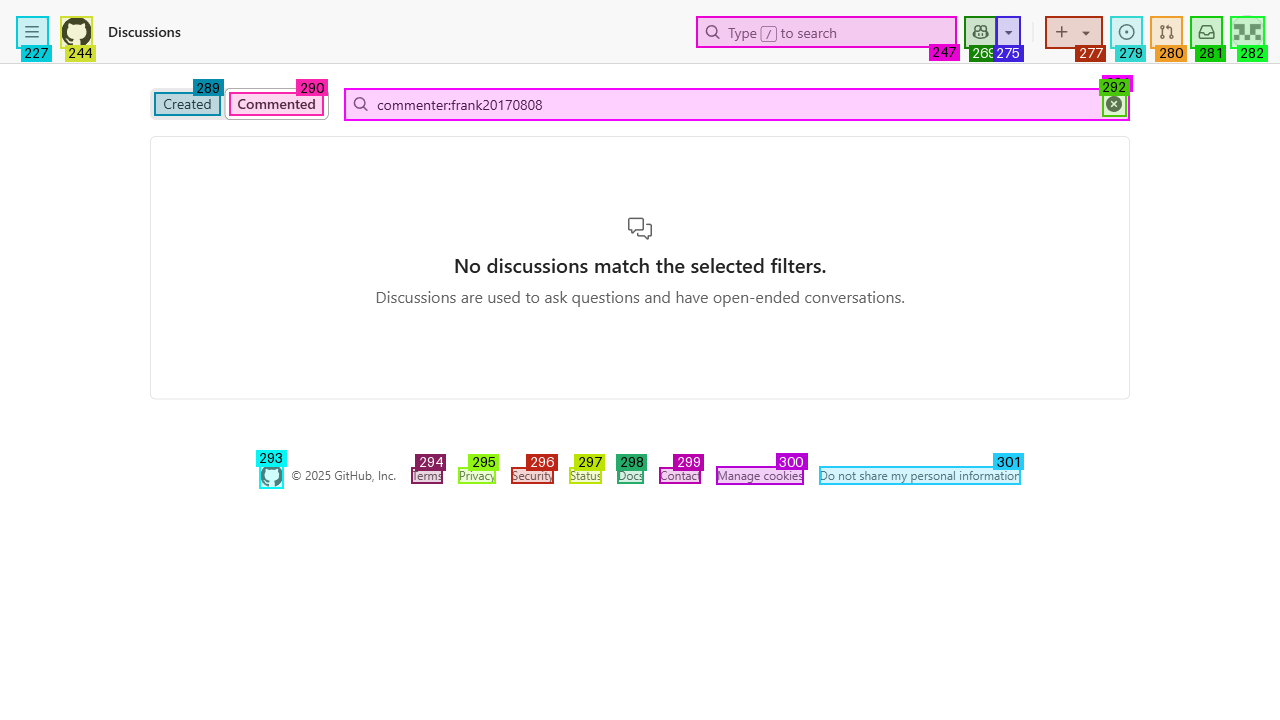 Discussions
Type / to search
227
244
247
269
275
277
279
280
281
282
289
290
292
Created
Commented
commenter:frank20170808
No discussions match the selected filters.
Discussions are used to ask questions and have open-ended conversations.
293
294
295
296
297
298
299
300
301
© 2025 GitHub, Inc.
Terms
Privacy
Security
Status
Docs
Contact
Manage cookies
Do not share my personal information